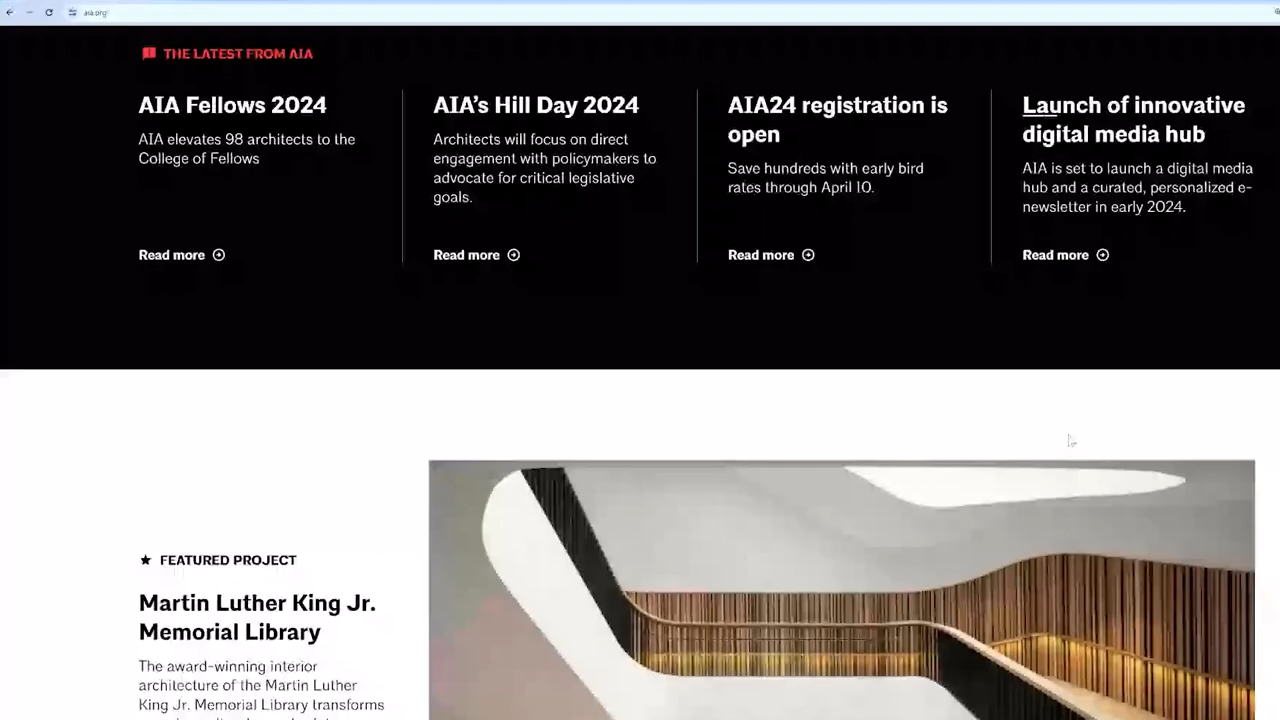 aia.org
THE LATEST FROM AIA
AIA Fellows 2024
AIA elevates 98 architects to the
College of Fellows
Read more
AIA's Hill Day 2024
Architects will focus on direct
engagement with policymakers to
advocate for critical legislative
goals.
Read more
AIA24 registration is
open
Save hundreds with early bird
rates through April 10.
Read more
Launch of innovative
digital media hub
AIA is set to launch a digital media
hub and a curated, personalized e-
newsletter in early 2024.
Read more
FEATURED PROJECT
Martin Luther King Jr.
Memorial Library
The award-winning interior
architecture of the Martin Luther
King Jr. Memorial Library transforms